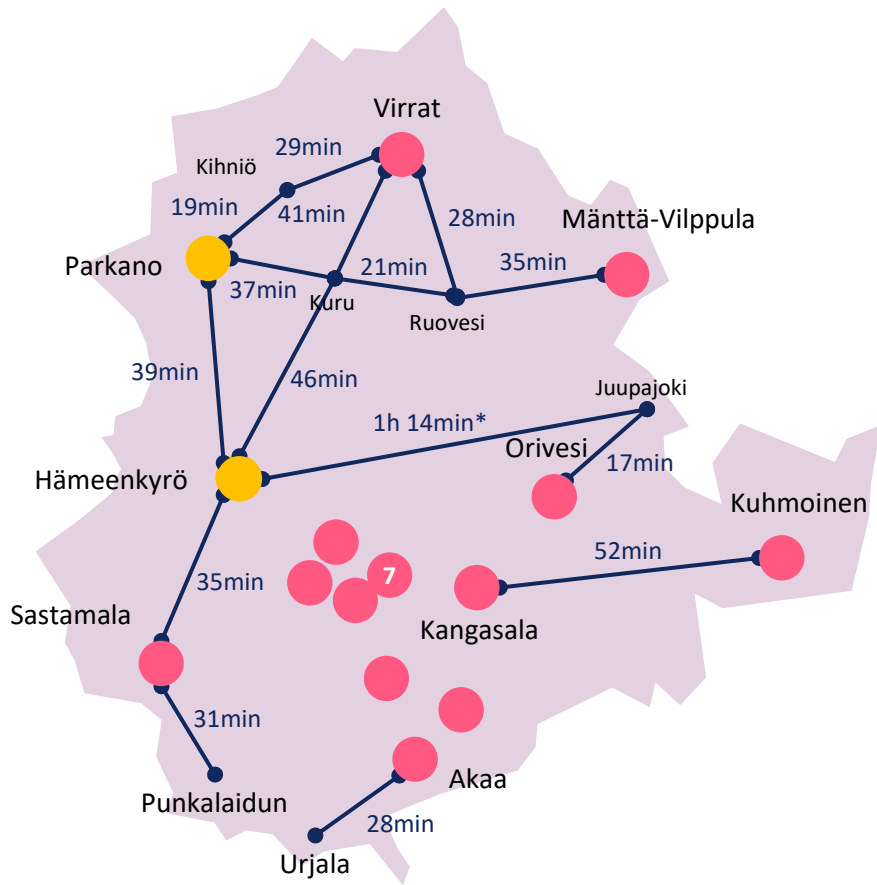 Virrat
29min
Kihniö
19min
41min
28min
Mänttä-Vilppula
Parkano
21min
35min
37min
Kuru
Ruovesi
39min
46min
Juupajoki
1h 14min*
Orivesi
17min
Hämeenkyrö
Kuhmoinen
52min
7
35min
Sastamala
Kangasala
31min
Akaa
Punkalaidun
28min
Urjala